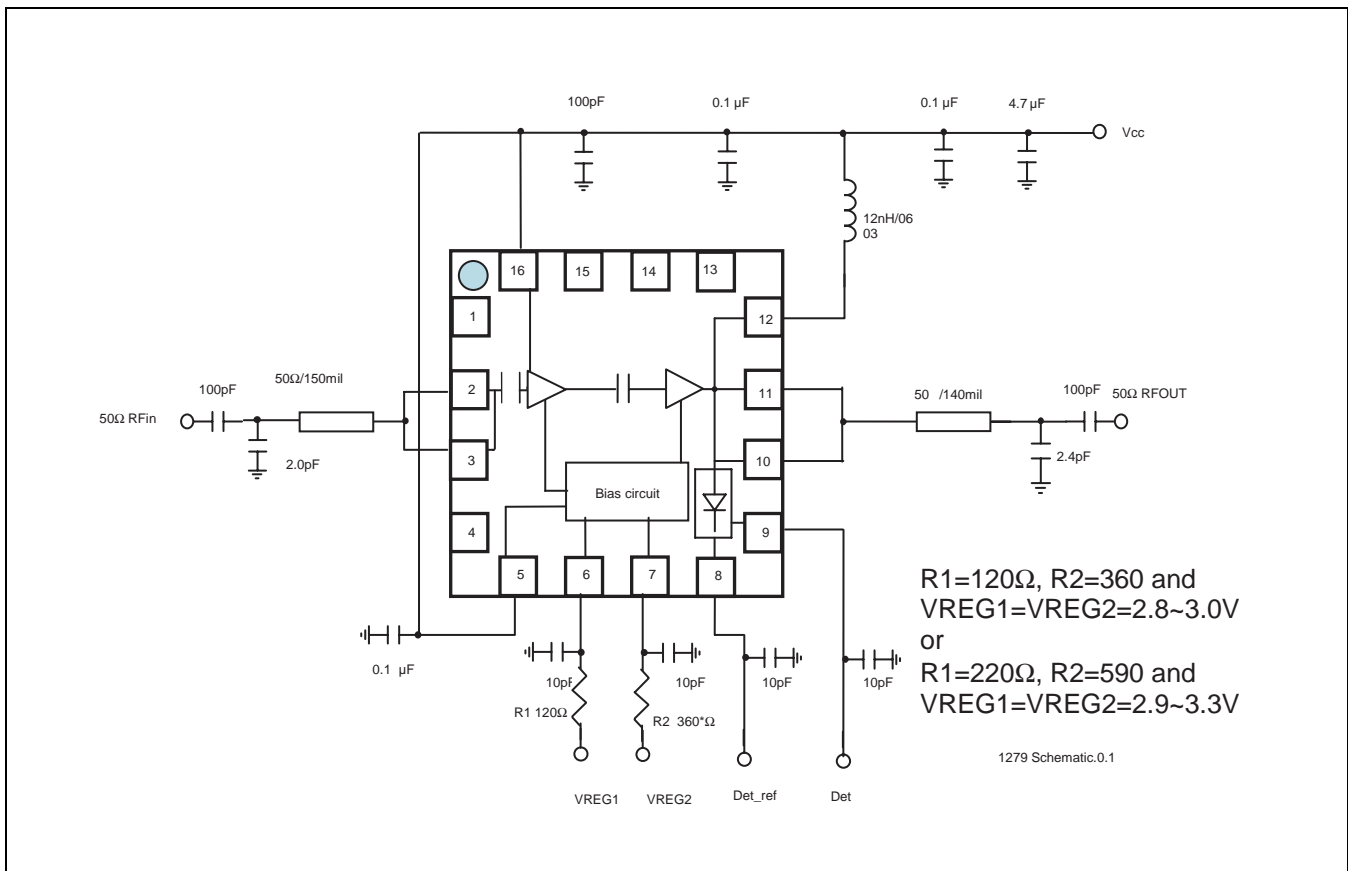 100pF
0.1 µF
0.1 µF
4.7 µF
Vcc
12nH/06
03
16
15
14
13
1
12
50Ω/150mil
100pF
2
11
50 /140mil
100pF
50Ω RFOUT
50Ω RFin
2.0pF
3
10
2.4pF
Bias circuit
4
9
5
6
7
8
R1=120Ω, R2=360 and
VREG1=VREG2=2.8~3.0V
or
R1=220Ω, R2=590 and
VREG1=VREG2=2.9~3.3V
0.1 µF
10pF
10pF
10pF
10pF
R1 120Ω
R2 360*Ω
1279 Schematic.0.1
VREG1
VREG2
Det_ref
Det